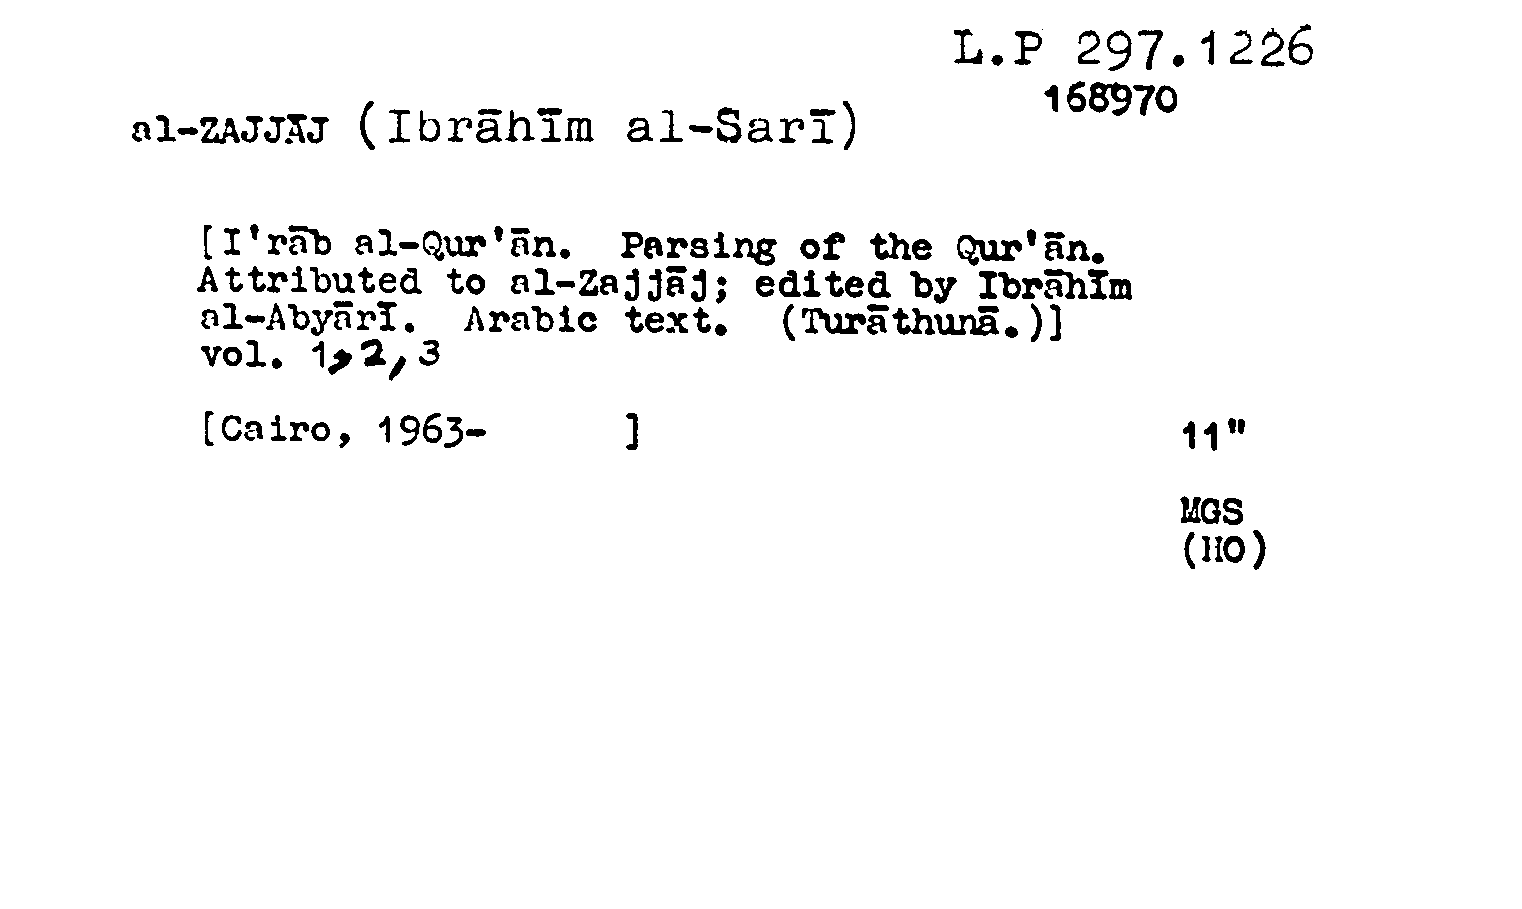 L.P 297.1226
168970
al-ZAJJĀJ (Ibrāhīm al-Sarī)
[I'rāb al-Qur'ān. Parsing of the Qur'ān.
Attributed to al-Zajjāj; edited by Ibrāhīm
al-Abyārī. Arabic text. (Turāthunā.)]
vol. 1,2,3
[Cairo, 1963- ] 11"
MGS
(HO)